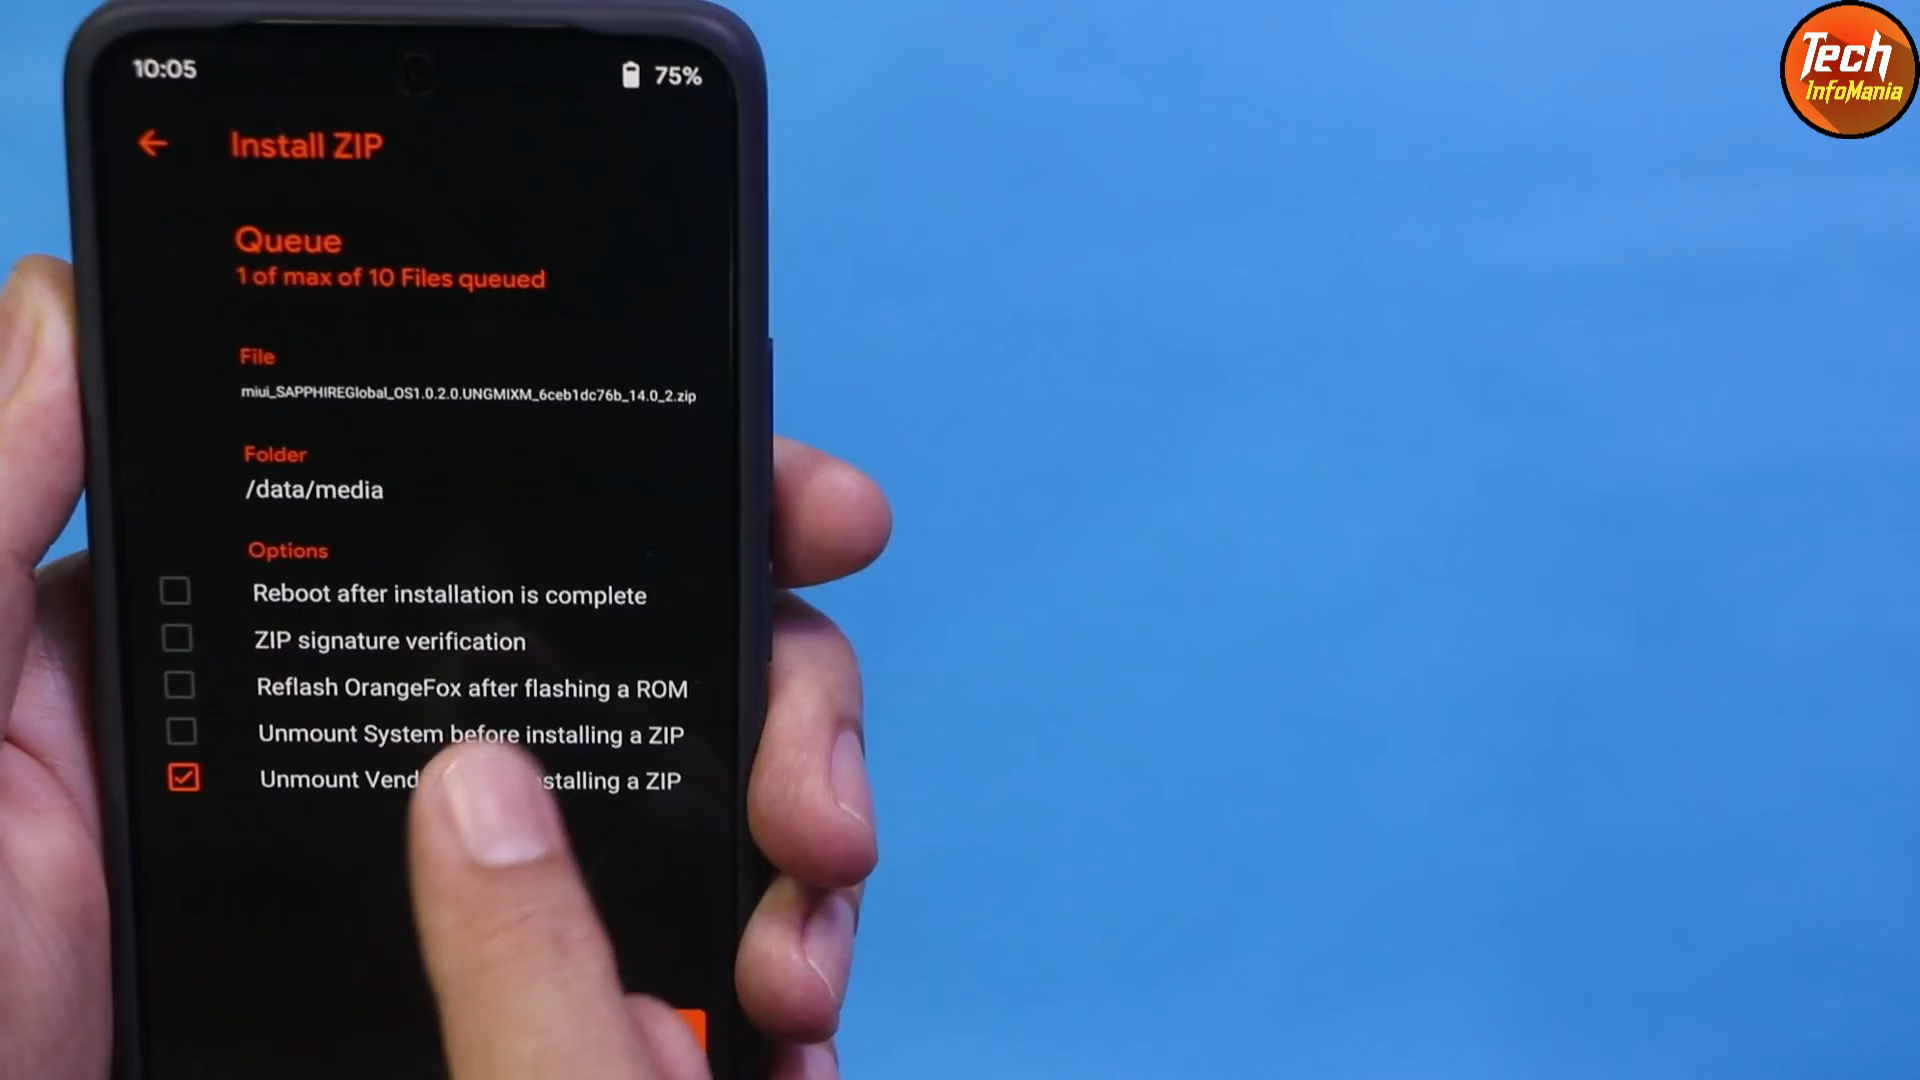 10:05
75%
Install ZIP
Queue
1 of max of 10 Files queued
File
miui_SAPPHIREGlobal_OS1.0.2.0.UNGMIXM_6ceb1dc76b_14.0_2.zip
Folder
/data/media
Options
Reboot after installation is complete
ZIP signature verification
Reflash OrangeFox after flashing a ROM
Unmount System before installing a ZIP
Unmount a ZIP
Tech
InfoMania